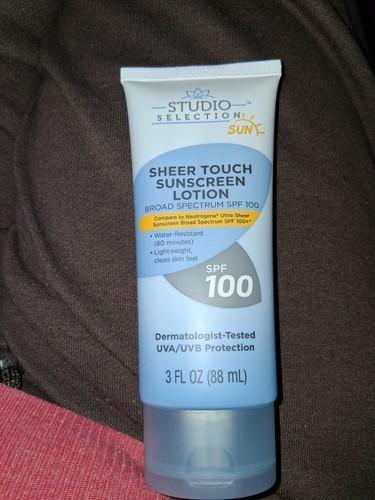 STUDIO
SELECTION
SUN
SHEER TOUCH
SUNSCREEN
LOTION
BROAD SPECTRUM SPF 100
Compare to Neutrogena® Ultra Sheer
Sunscreen Broad Spectrum SPF 100+*
• Water-Resistant
(80 minutes)
• Lightweight,
clean skin feel
SPF
100
Dermatologist-Tested
UVA/UVB Protection
3 FL OZ (88 mL)